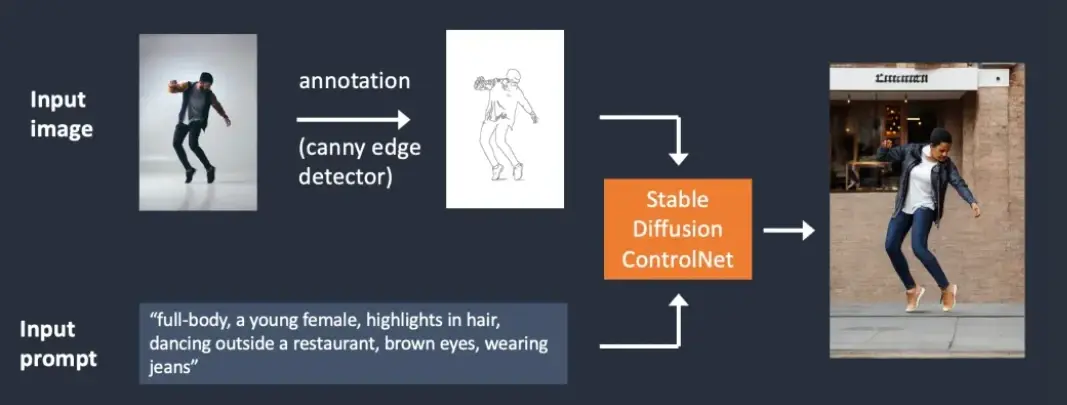 Input
image
annotation
(canny edge
detector)
Stable
Diffusion
ControlNet
Input
prompt
“full-body, a young female, highlights in hair,
dancing outside a restaurant, brown eyes, wearing
jeans”